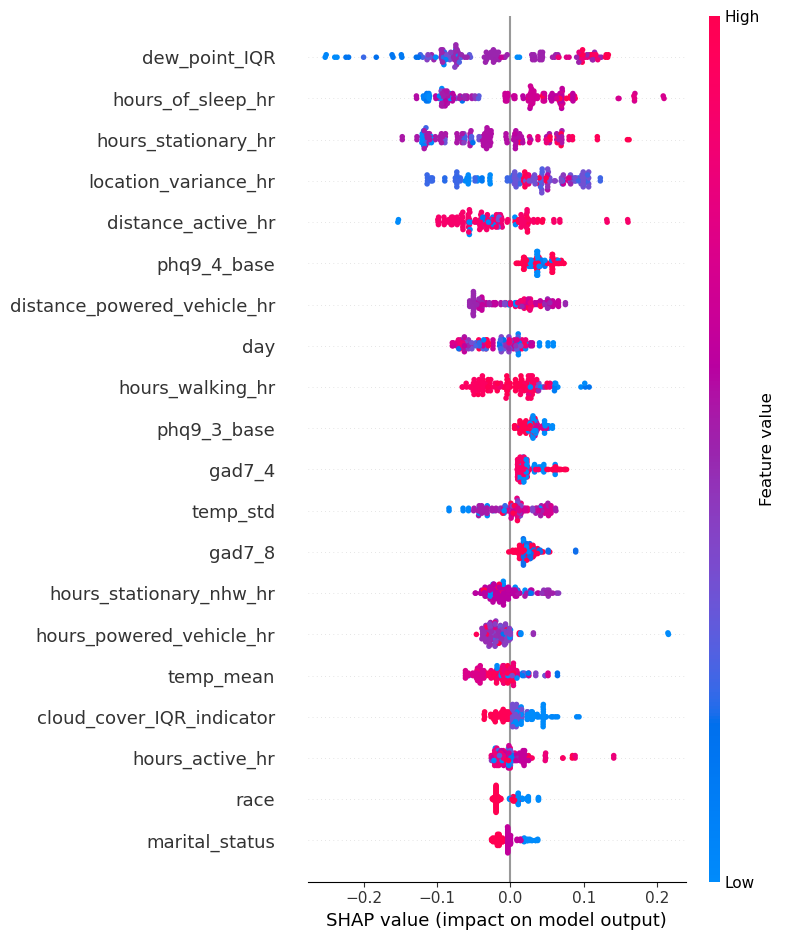 High
dew_point_IQR
hours_of_sleep_hr
hours_stationary_hr
location_variance_hr
distance_active_hr
phq9_4_base
distance_powered_vehicle_hr
day
hours_walking_hr
phq9_3_base
gad7_4
temp_std
gad7_8
hours_stationary_nhw_hr
hours_powered_vehicle_hr
temp_mean
cloud_cover_IQR_indicator
hours_active_hr
race
marital_status
Feature value
Low
−0.2 −0.1 0.0 0.1 0.2
SHAP value (impact on model output)